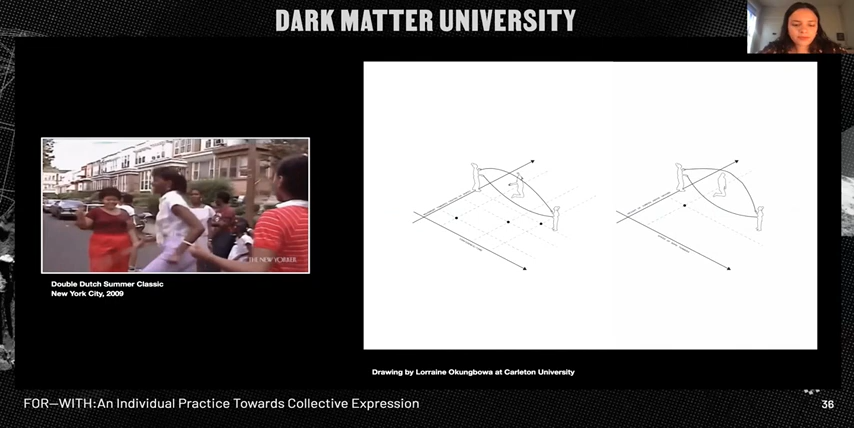 DARK MATTER UNIVERSITY
THE NEW YORKER
Double Dutch Summer Classic
New York City, 2009
Drawing by Lorraine Okungbowa at Carleton University
FOR—WITH:An Individual Practice Towards Collective Expression
36